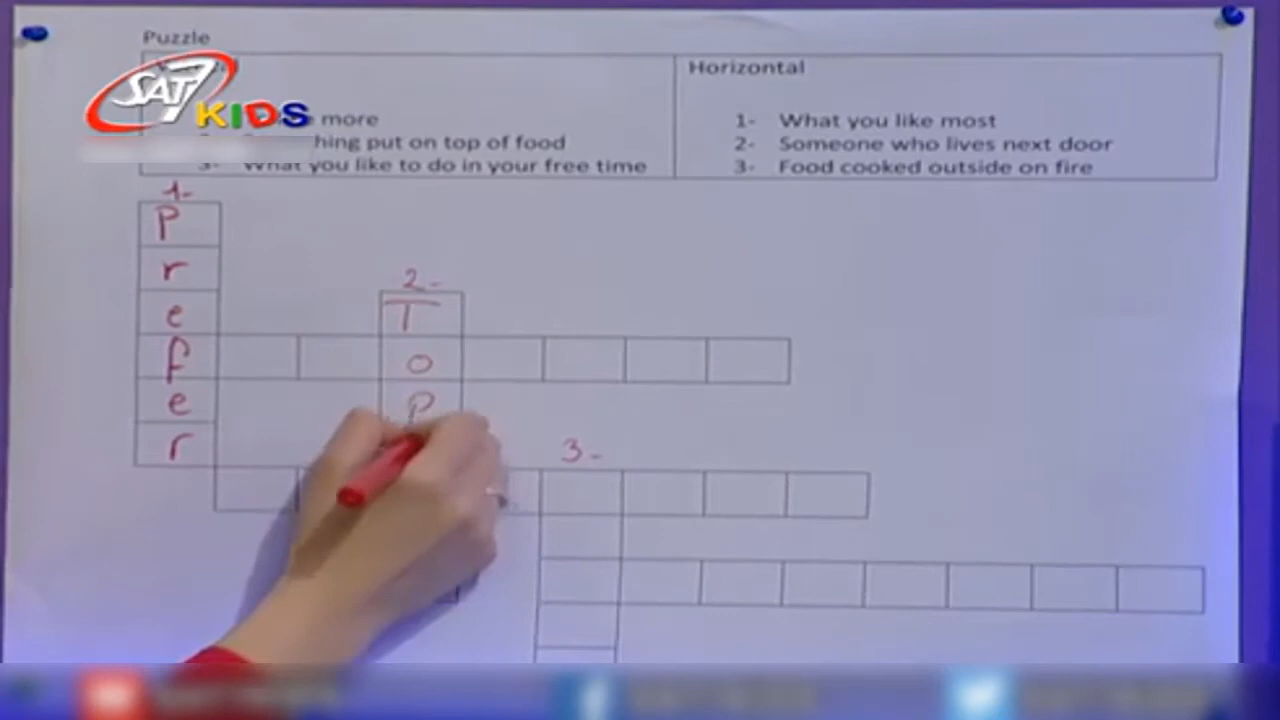 Puzzle
SAT7
KIDS
more
hing put on top of food
3- What you like to do in your free time
Horizontal
1- What you like most
2- Someone who lives next door
3- Food cooked outside on fire
1-
P
r
e
f
e
r
2-
T
o
P
3-